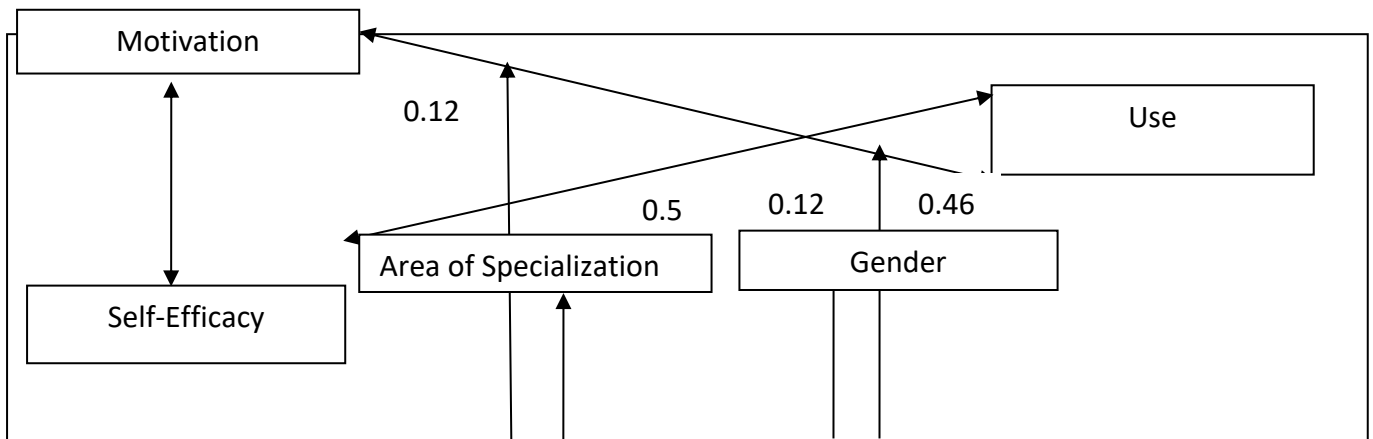 Motivation
0.12
Use
0.5
0.12
0.46
Area of Specialization
Gender
Self-Efficacy